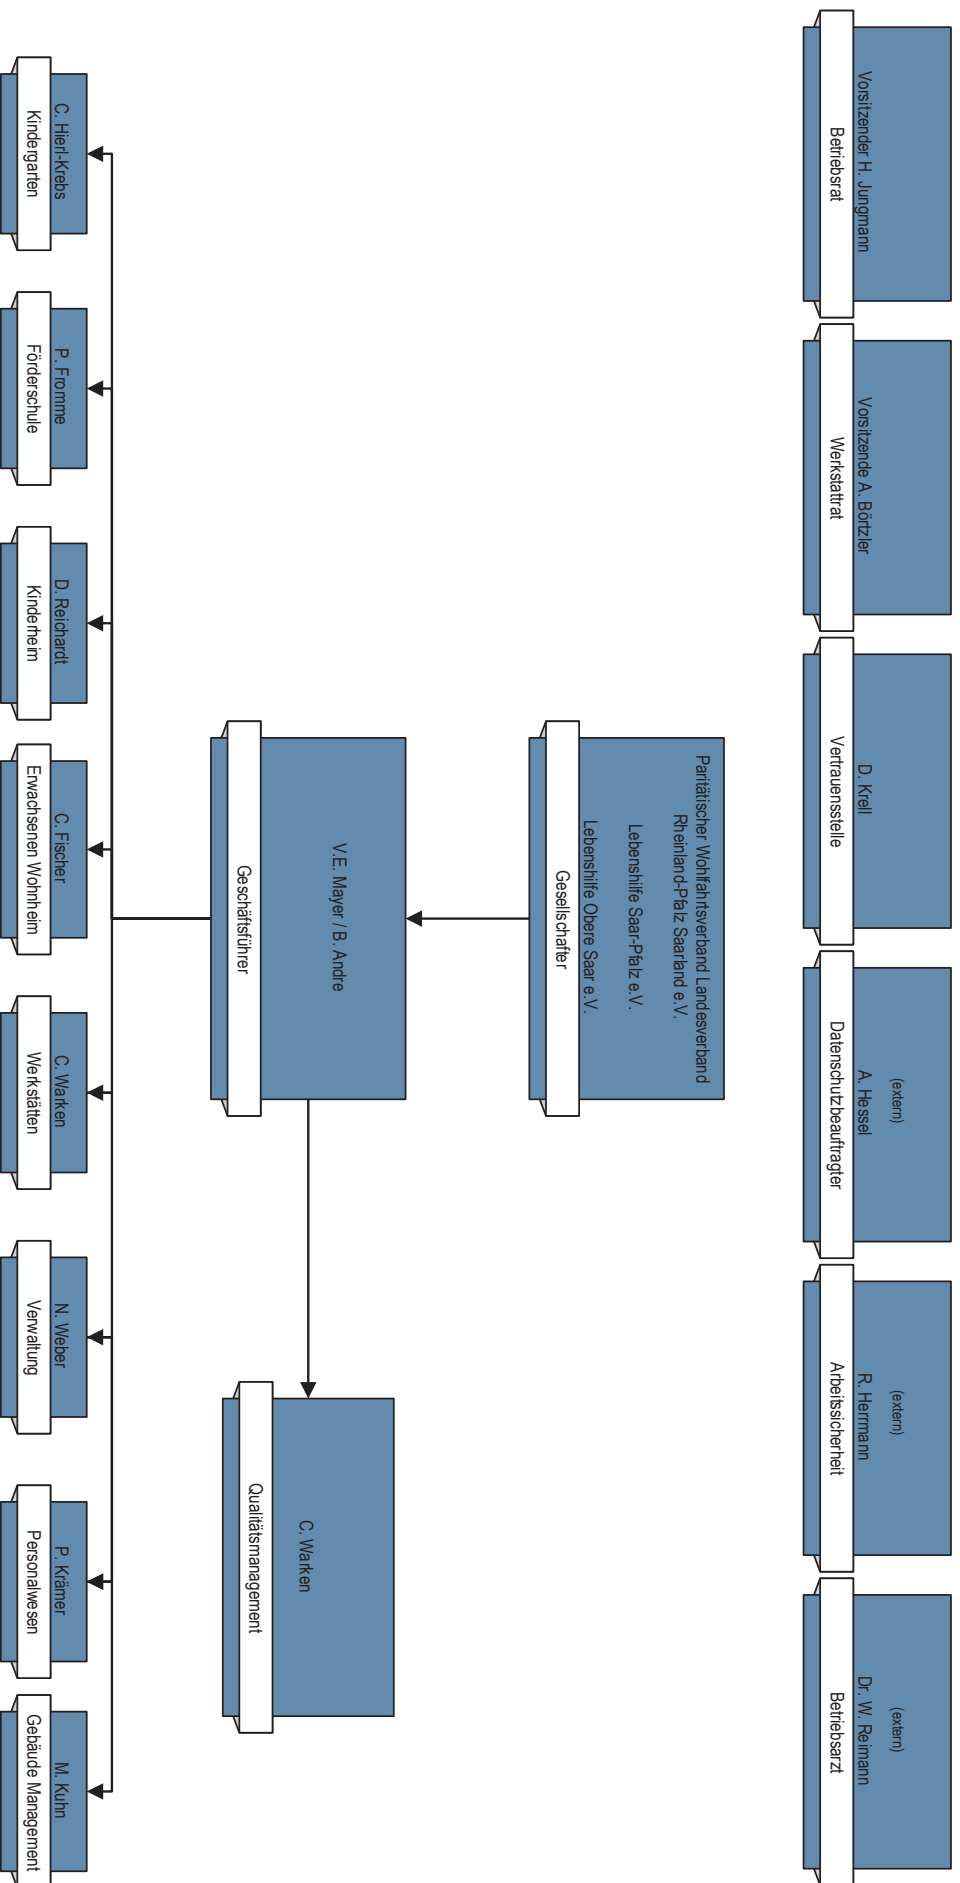 Vorsitzender H. Jungmann
Betriebsrat
Vorsitzende A. Börtzler
Werkstattrat
D. Krell
Vertrauensstelle
(extern)
A. Hessel
Datenschutzbeauftragter
(extern)
R. Herrmann
Arbeitssicherheit
(extern)
Dr. W. Reimann
Betriebsarzt
Paritätischer Wohlfahrtsverband Landesverband
Rheinland-Pfalz Saarland e.V.
Lebenshilfe Saar-Pfalz e.V.
Lebenshilfe Obere Saar e.V.
Gesellschafter
V.E. Mayer / B. Andre
Geschäftsführer
C. Warken
Qualitätsmanagement
C. Hierl-Krebs
Kindergarten
P. Fromme
Förderschule
D. Reichardt
Kinderheim
C. Fischer
Erwachsenen Wohnheim
C. Warken
Werkstätten
N. Weber
Verwaltung
P. Krämer
Personalwesen
M. Kuhn
Gebäude Management